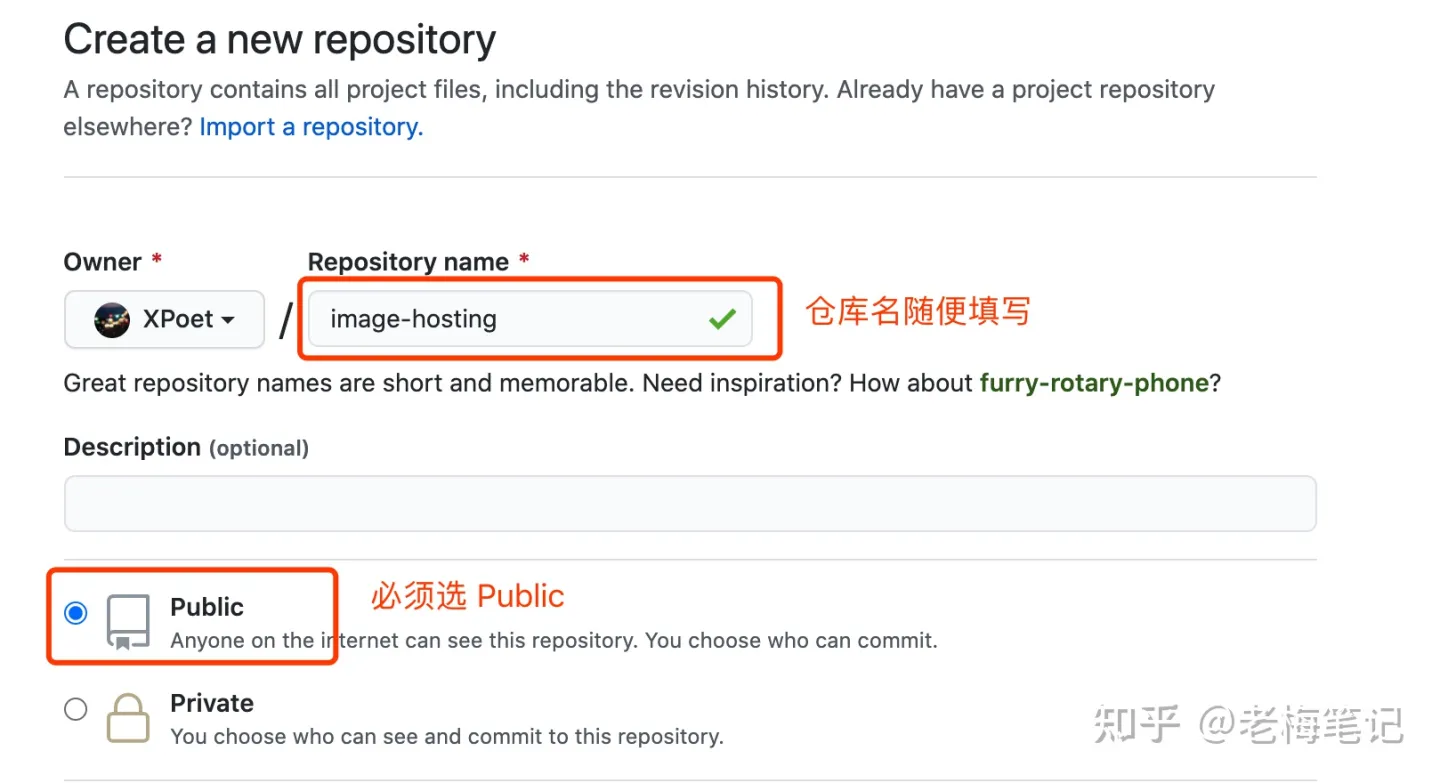 Create a new repository
A repository contains all project files, including the revision history. Already have a project repository
elsewhere? Import a repository.
Owner *
Repository name *
XPoet
/
image-hosting
仓库名随便填写
Great repository names are short and memorable. Need inspiration? How about furry-rotary-phone?
Description (optional)
Public
必须选 Public
Anyone on the internet can see this repository. You choose who can commit.
Private
You choose who can see and commit to this repository.
知乎 @老梅笔记